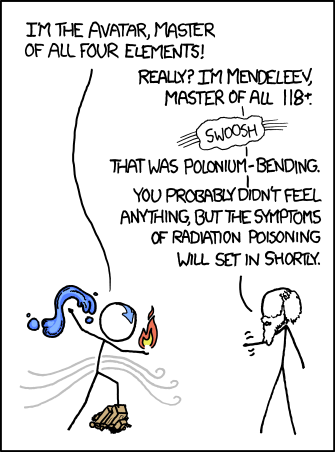 I'M THE AVATAR, MASTER
OF ALL FOUR ELEMENTS!
REALLY? I'M MENDELEEV,
MASTER OF ALL 118+.
SWOOSH
THAT WAS POLONIUM-BENDING.
YOU PROBABLY DIDN'T FEEL
ANYTHING, BUT THE SYMPTOMS
OF RADIATION POISONING
WILL SET IN SHORTLY.